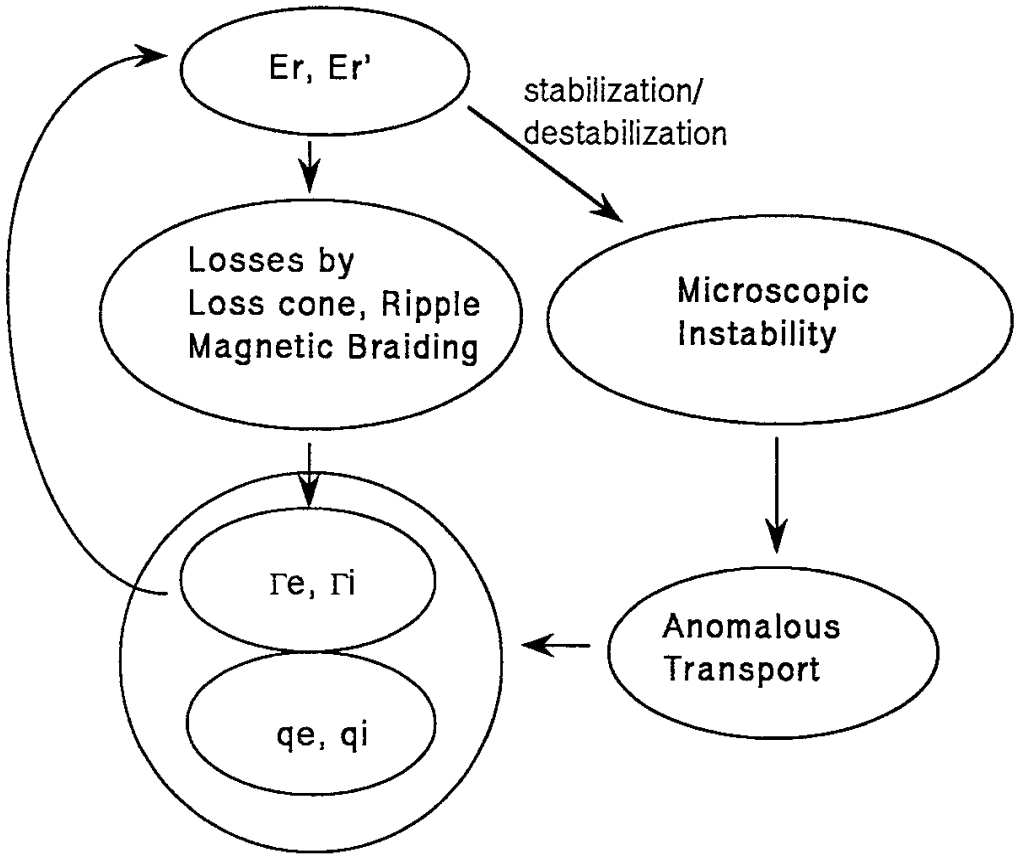 Er, Er’
stabilization/
destabilization
Losses by
Loss cone, Ripple
Magnetic Braiding
Microscopic
Instability
Γe, Γi
Anomalous
Transport
qe, qi